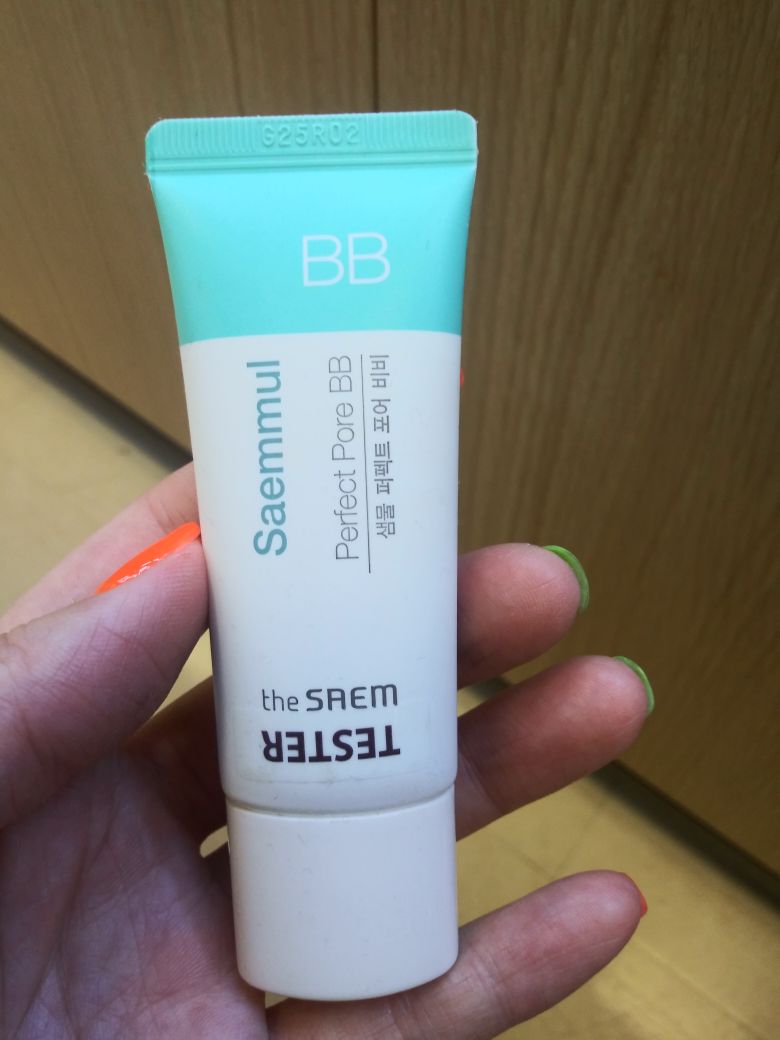 G25R02
BB
Saemmul
Perfect Pore BB
샘물 퍼펙트 포어 비비
the SAEM
TESTER